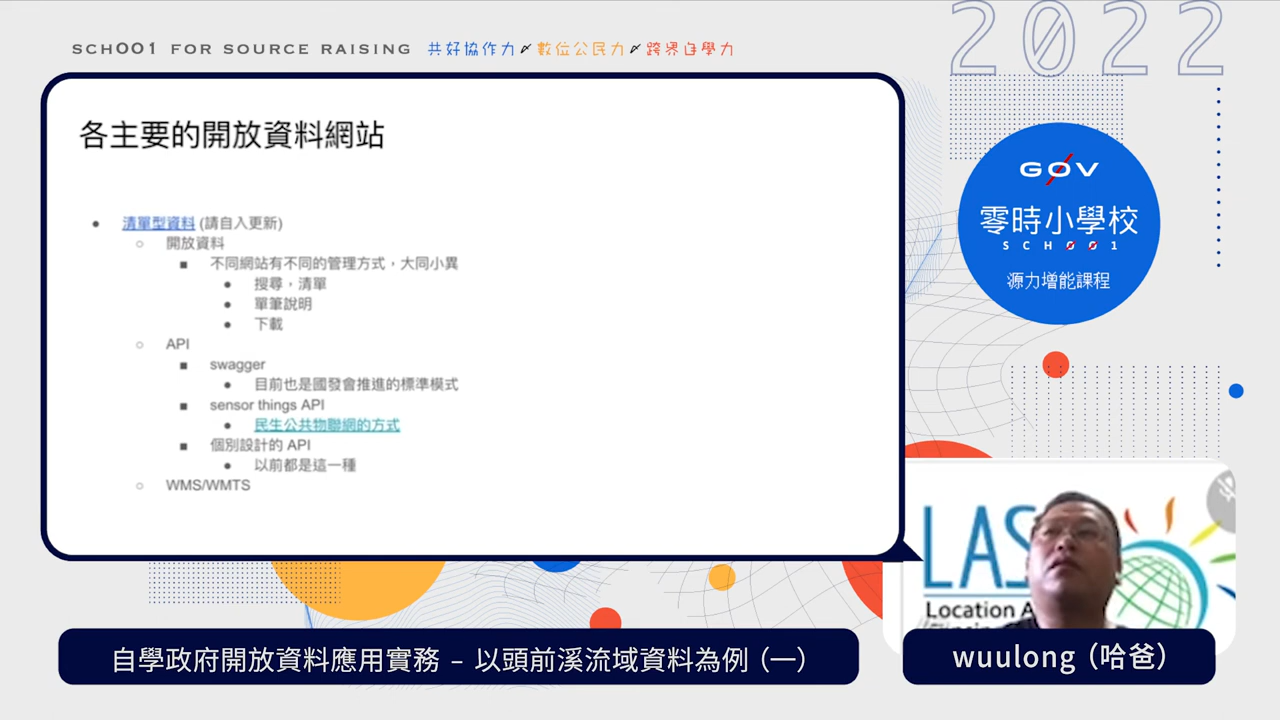 SCHOO1 FOR SOURCE RAISING 共好協作力 數位公民力 跨界自學力
2022
各主要的開放資料網站
GOV
零時小學校
SCHOO1
源力增能課程
清單型資料 (請自入更新)
開放資料
不同網站有不同的管理方式，大同小異
搜尋，清單
單筆說明
下載
API
swagger
目前也是國發會推進的標準模式
sensor things API
民生公共物聯網的方式
個別設計的 API
以前都是這一種
WMS/WMTS
LAS
Location A
自學政府開放資料應用實務 – 以頭前溪流域資料為例 (一)
wuulong (哈爸)